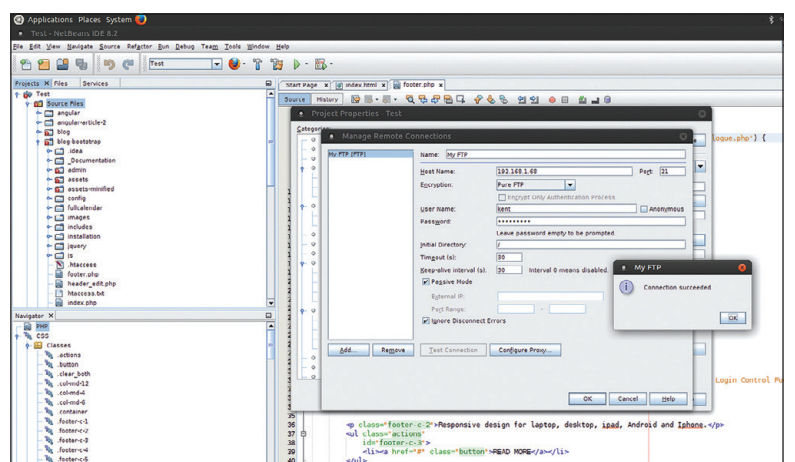 Applications Places System
Test - NetBeans IDE 8.2
File Edit View Navigate Source Refactor Run Debug Team Tools Window Help
Test
Projects Files Services
Start Page index.html footer.php
Test
Source Files
angular
angular-article-2
blog
blog-bootstrap
.idea
_Documentation
admin
assets
assets-minified
config
fullcalendar
images
includes
installation
jquery
js
.htaccess
footer.php
header_edit.php
htaccess.txt
index.php
Navigator
PHP
CSS
Classes
.actions
.button
.clear_both
.col-md-12
.col-md-4
.col-md-6
.container
.footer-c-1
.footer-c-2
.footer-c-3
.footer-c-4
.footer-c-5
Source History
Project Properties - Test
Categories
Manage Remote Connections
My FTP [FTP]
Name: My FTP
Host Name: 192.168.1.68 Port: 21
Encryption: Pure FTP
Encrypt Only Authentication Process
User Name: kent Anonymous
Password: •••••••••
Leave password empty to be prompted.
Initial Directory: /
Timeout (s): 30
Keep-alive interval (s): 30 Interval 0 means disabled.
Passive Mode
External IP:
Port Range: -
Ignore Disconnect Errors
Add... Remove Test Connection Configure Proxy...
OK Cancel Help
My FTP
Connection succeeded.
OK
logue.php') {
Login Control Pa
35
36 <p class="footer-c-2">Responsive design for laptop, desktop, ipad, Android and Iphone.</p>
37 <ul class="actions"
38 id="footer-c-3">
39 <li><a href="#" class="button">READ MORE</a></li>
40 </ul>